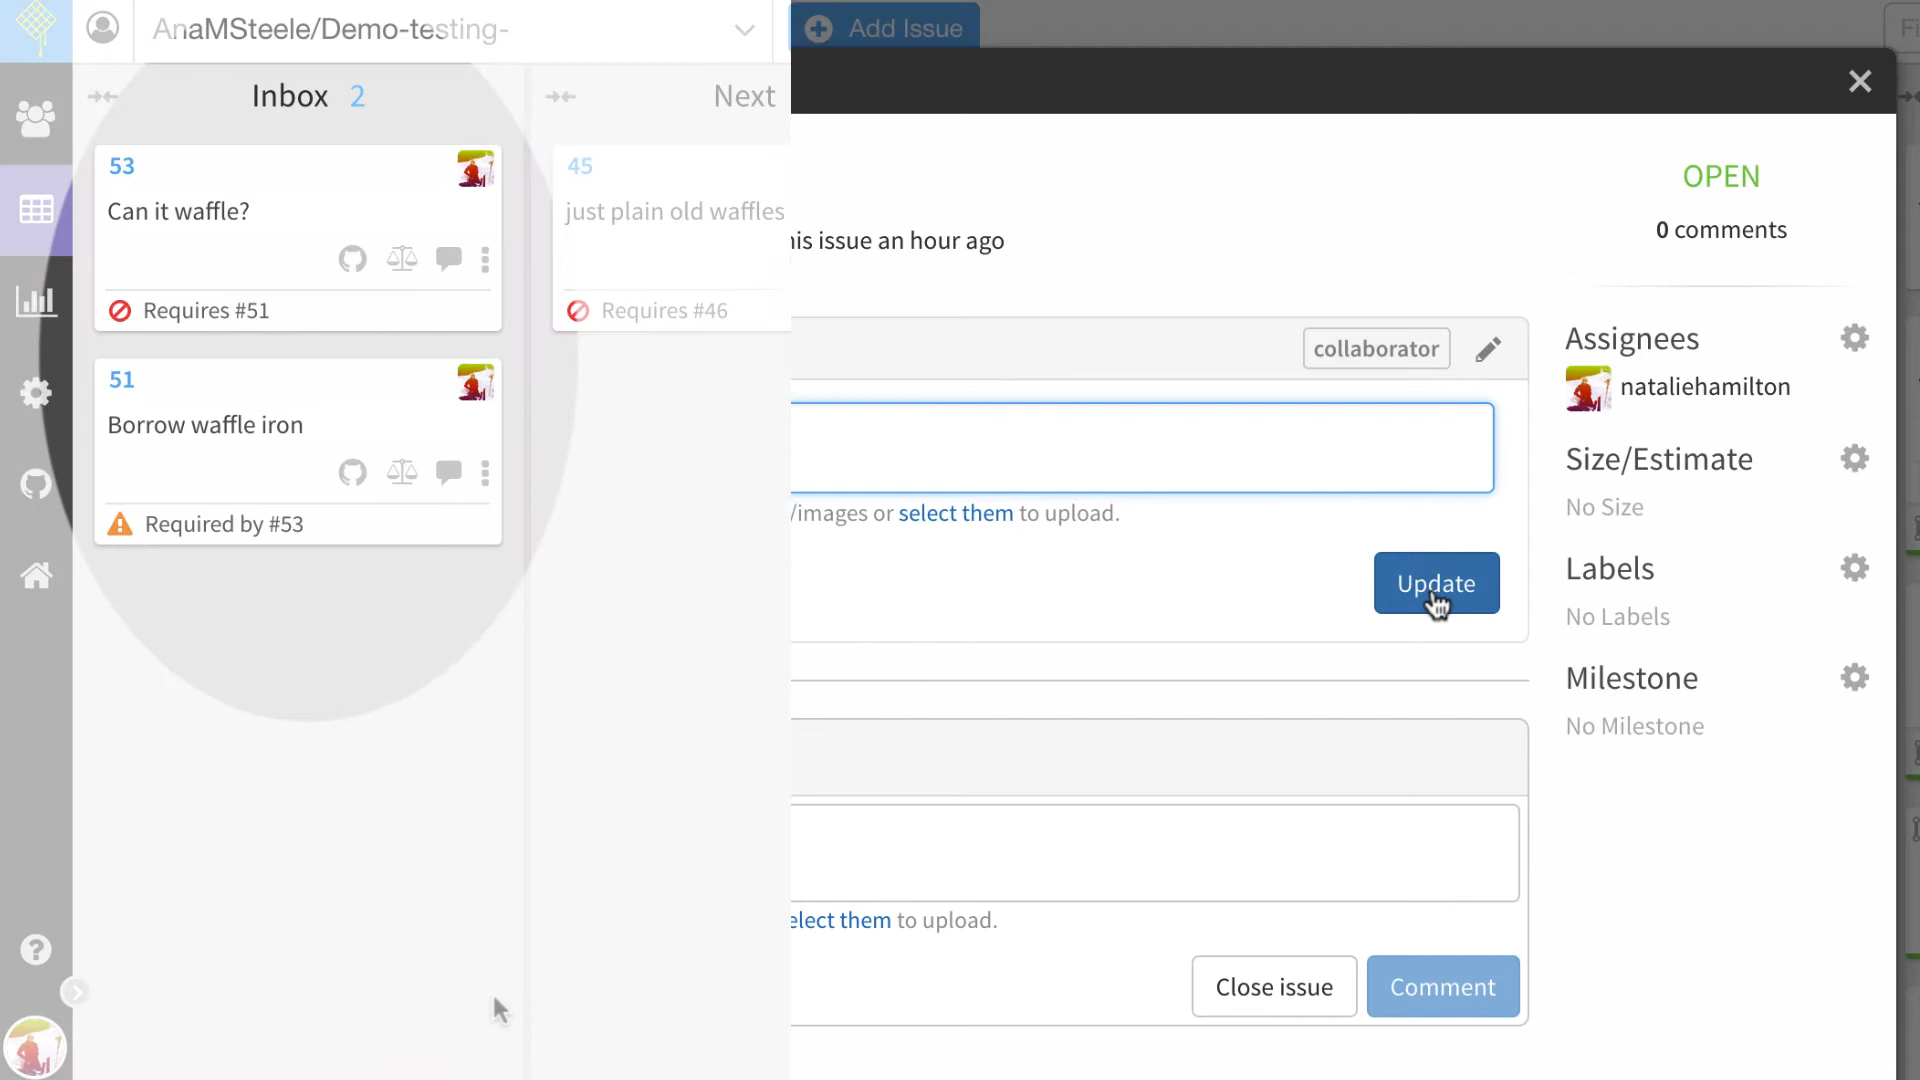 AnaMSteele/Demo-testing-
Add Issue
Inbox 2
Next
53
Can it waffle?
Requires #51
51
Borrow waffle iron
Required by #53
45
just plain old waffles
Requires #46
his issue an hour ago
OPEN
0 comments
collaborator
/images or select them to upload.
Update
Assignees
nataliehamilton
Size/Estimate
No Size
Labels
No Labels
Milestone
No Milestone
elect them to upload.
Close issue
Comment